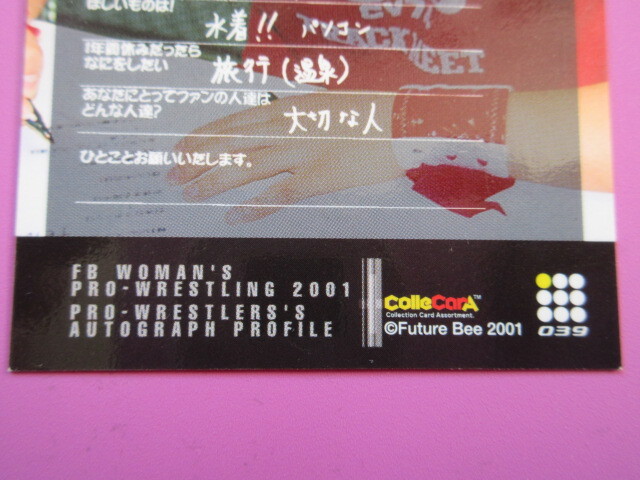 ほしいものは!
水着!! パソコン
1年間休みだったら
なにをしたい
旅行(温泉)
あなたにとってファンの人達は
どんな人達?
大切な人
ひとことお願いいたします。
FB WOMAN'S
PRO-WRESTLING 2001
PRO-WRESTLERS'S
AUTOGRAPH PROFILE
ColleCarA™
Collection Card Assortment.
©Future Bee 2001
039